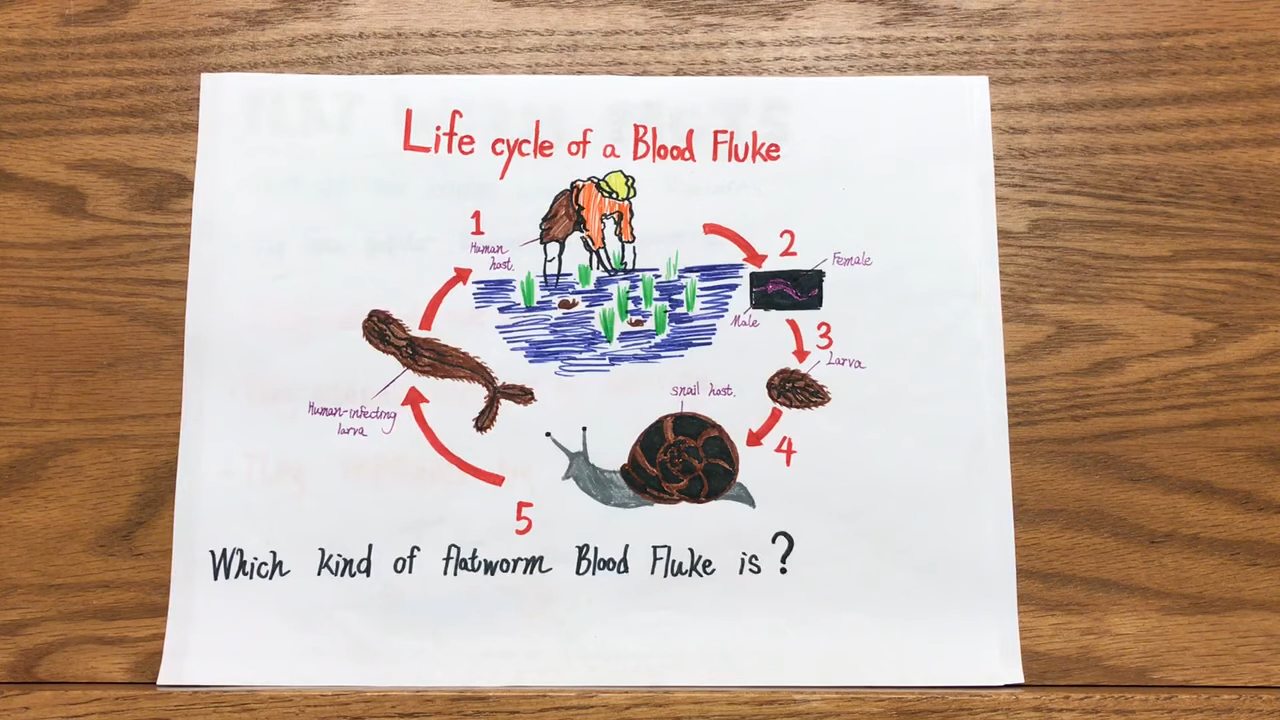 Life cycle of a Blood Fluke
1
Human
host.
2
Female
Male
3
Larva
snail host.
4
Human-infecting
larva
5
Which kind of flatworm Blood Fluke is?